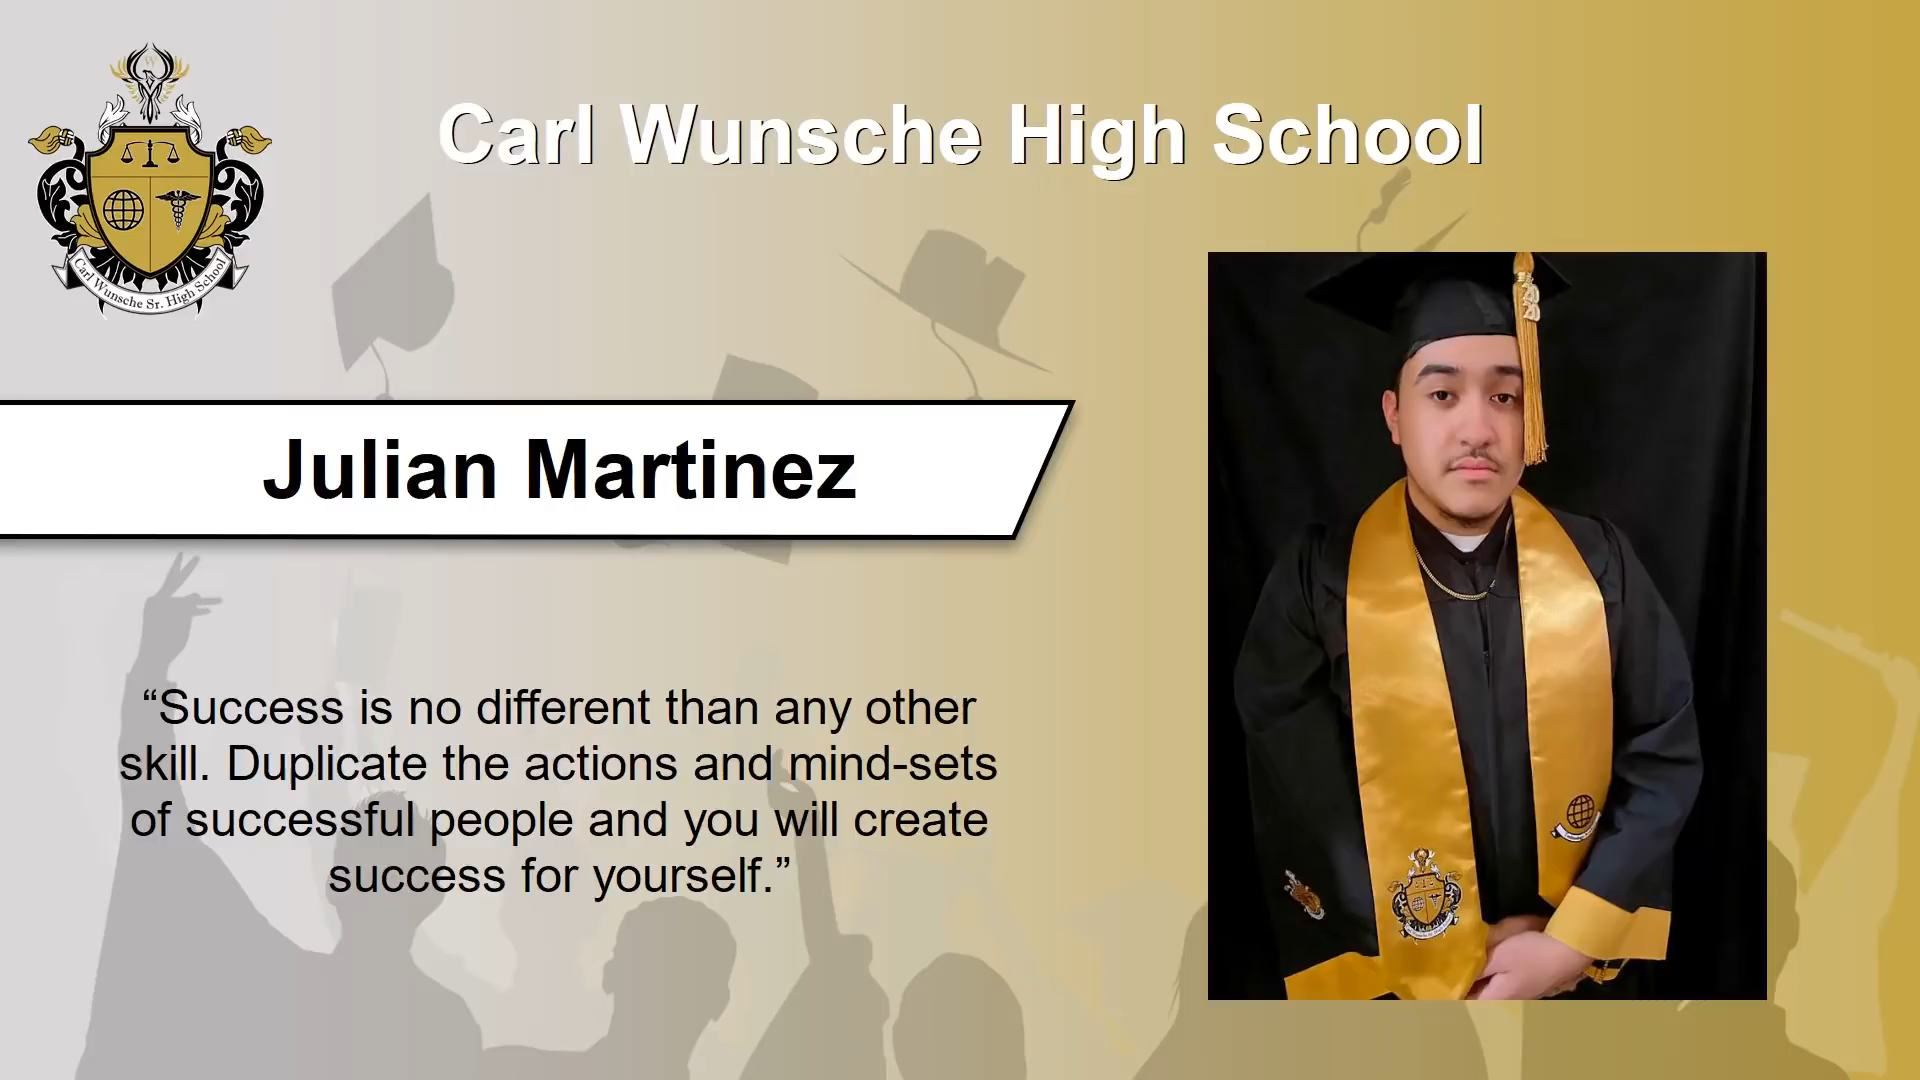 W
Carl Wunsche Sr. High School
Carl Wunsche High School
Julian Martinez
“Success is no different than any other
skill. Duplicate the actions and mind-sets
of successful people and you will create
success for yourself.”